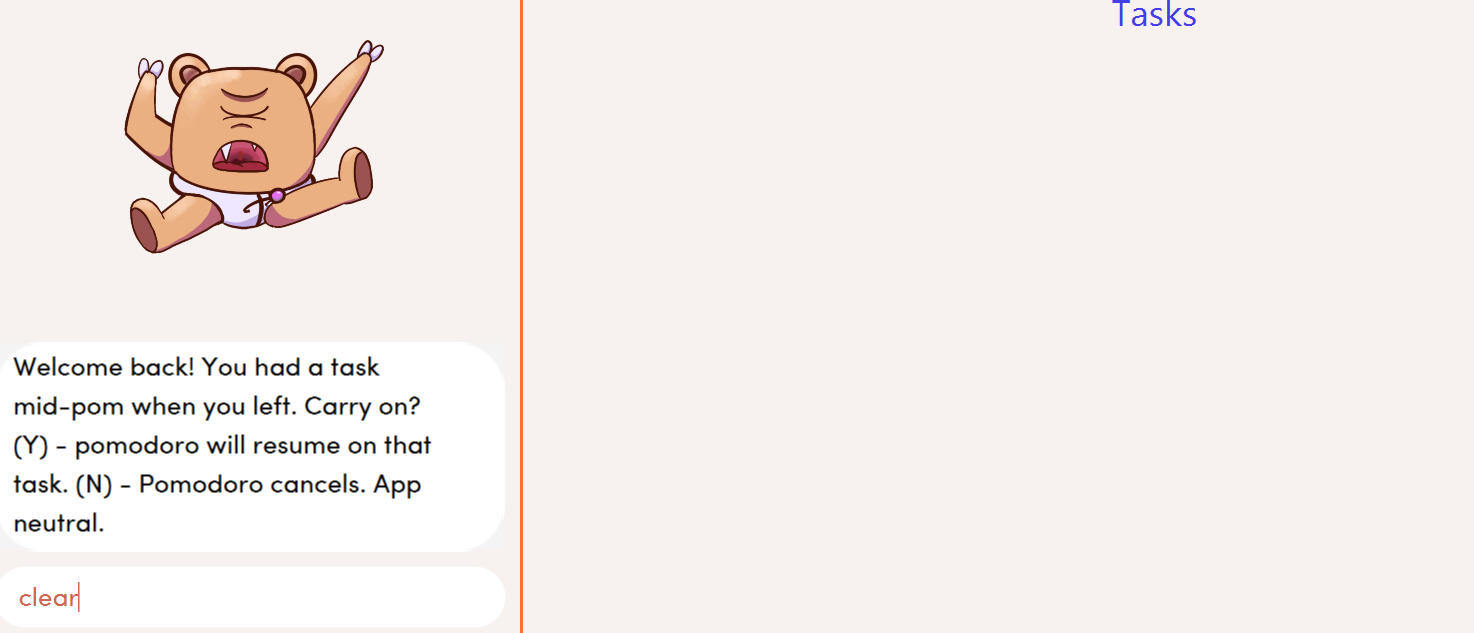 Tasks
Welcome back! You had a task
mid-pom when you left. Carry on?
(Y) - pomodoro will resume on that
task. (N) - Pomodoro cancels. App
neutral.
clear